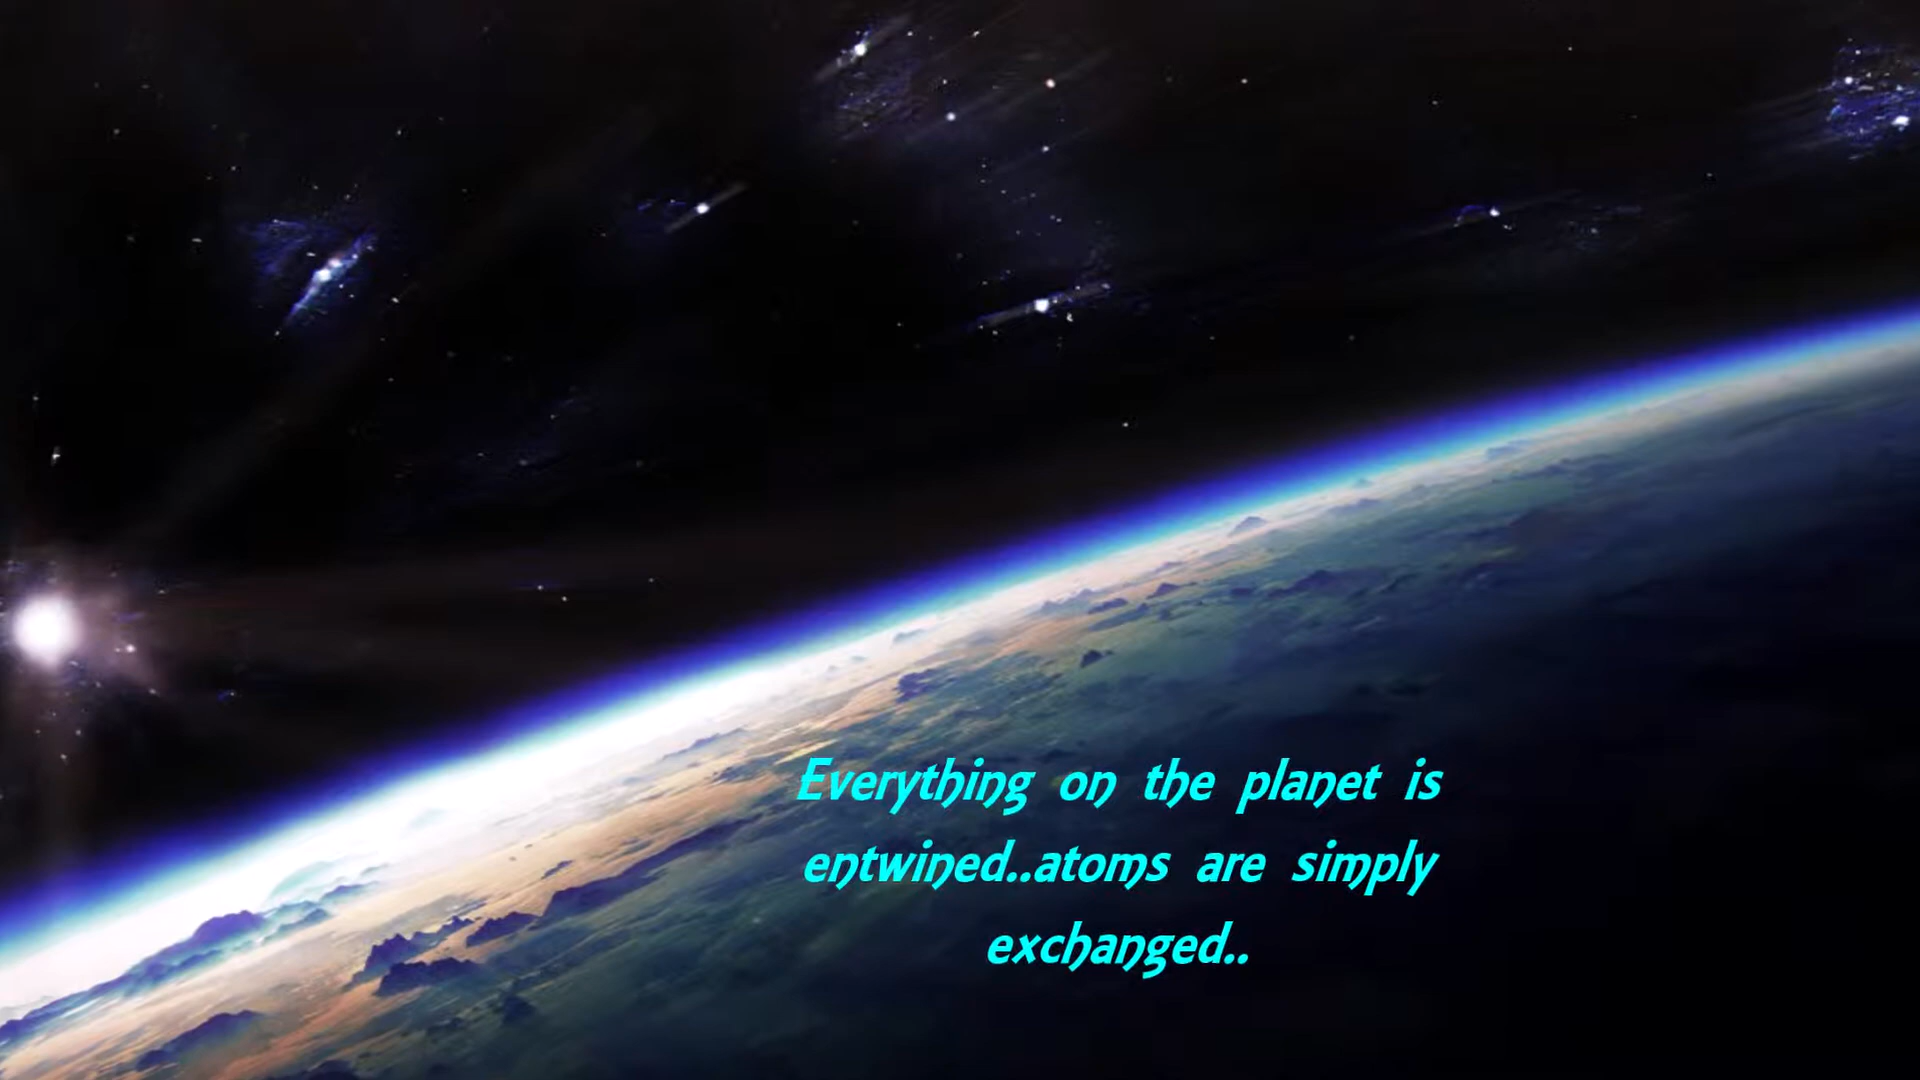 Everything on the planet is
entwined..atoms are simply
exchanged..